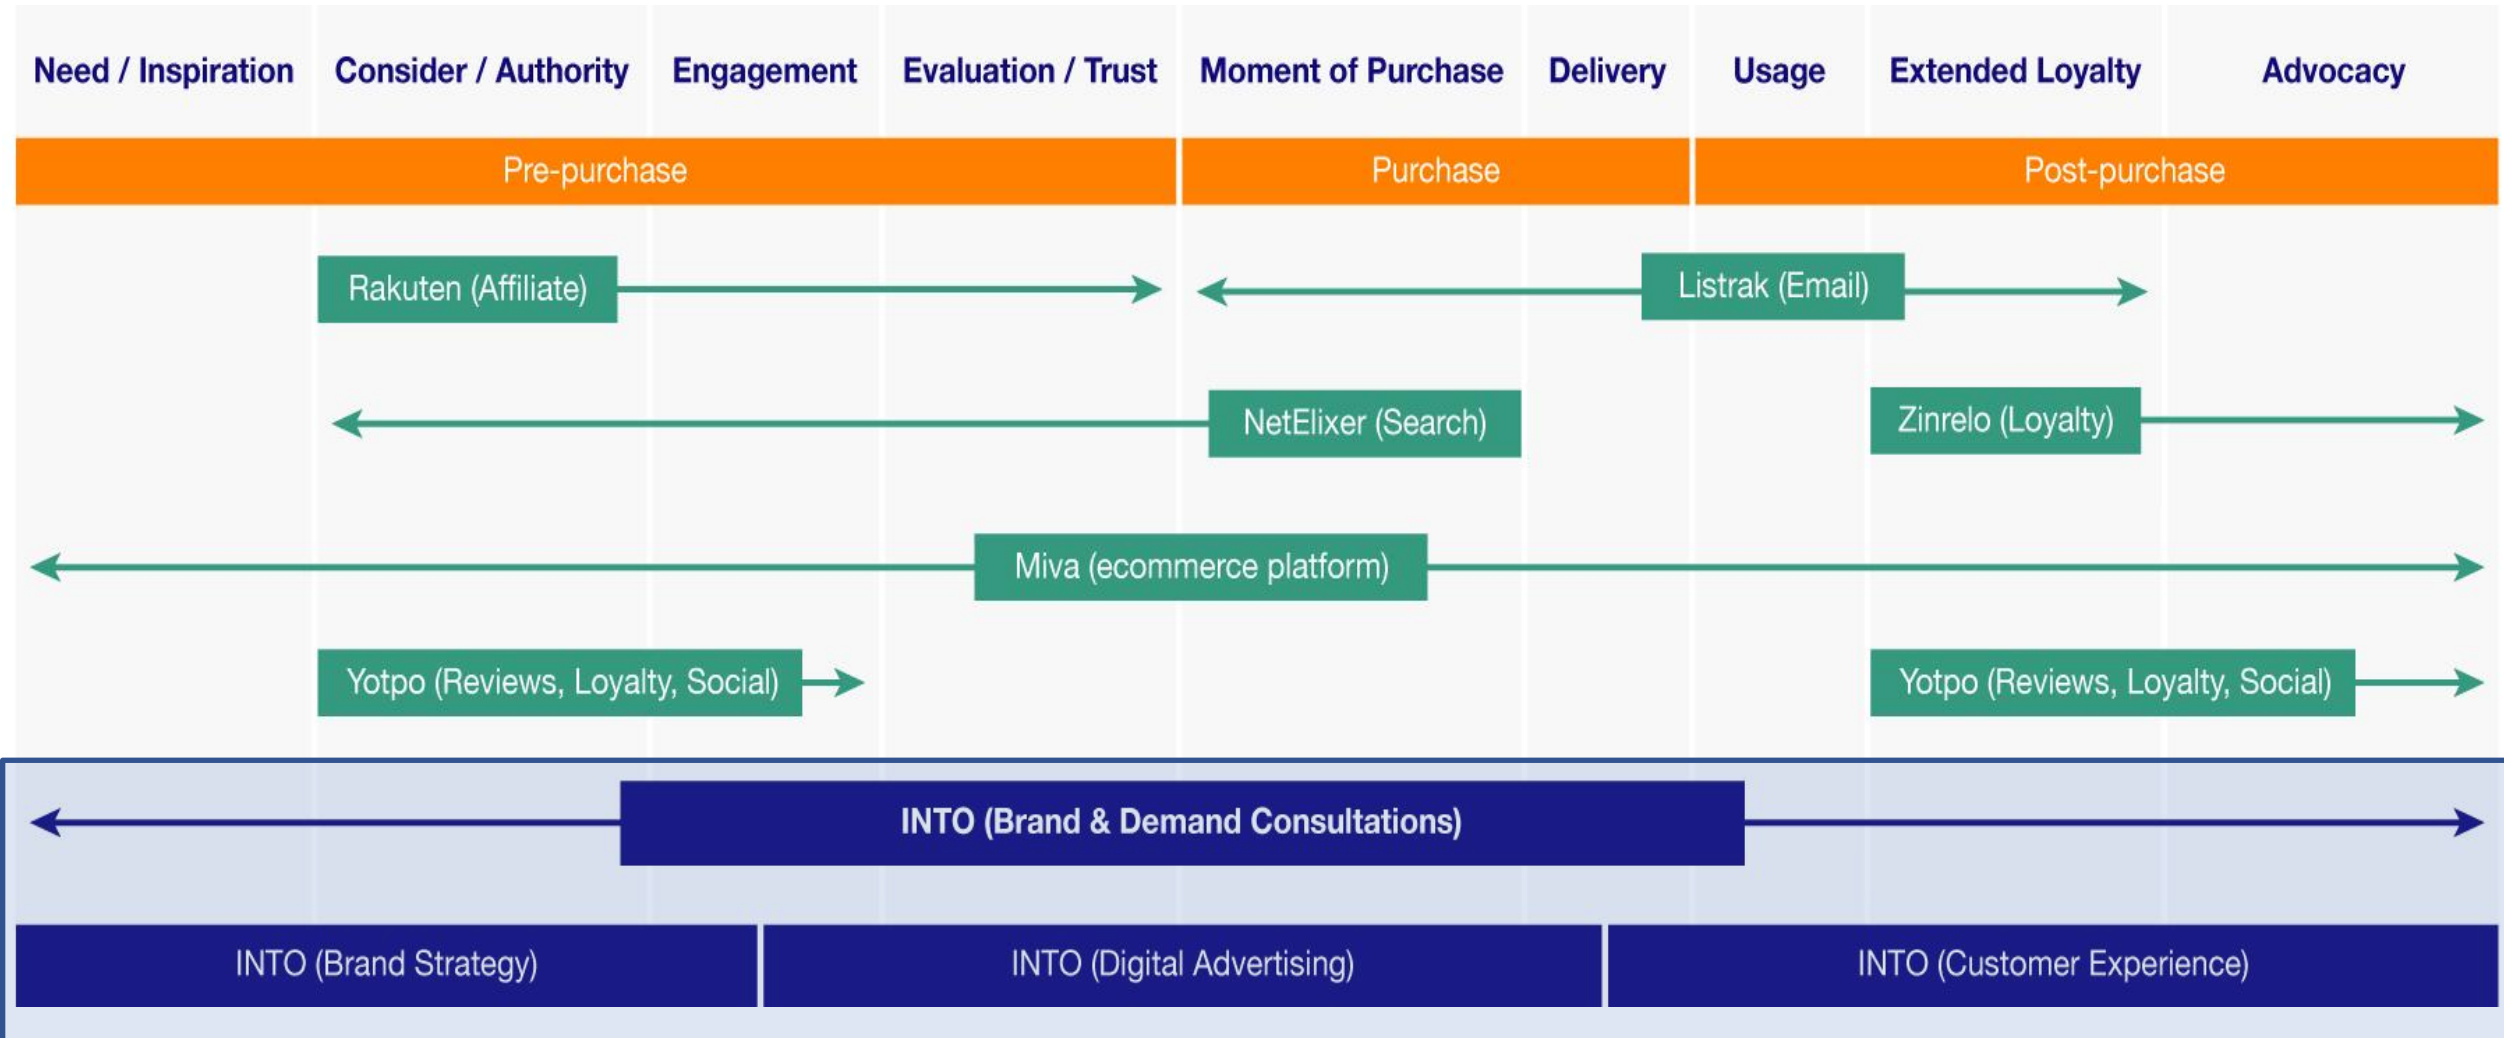 Need / Inspiration
Consider / Authority
Engagement
Evaluation / Trust
Moment of Purchase
Delivery
Usage
Extended Loyalty
Advocacy
Pre-purchase
Purchase
Post-purchase
Rakuten (Affiliate)
Listrak (Email)
NetElixer (Search)
Zinrelo (Loyalty)
Miva (ecommerce platform)
Yotpo (Reviews, Loyalty, Social)
Yotpo (Reviews, Loyalty, Social)
INTO (Brand & Demand Consultations)
INTO (Brand Strategy)
INTO (Digital Advertising)
INTO (Customer Experience)